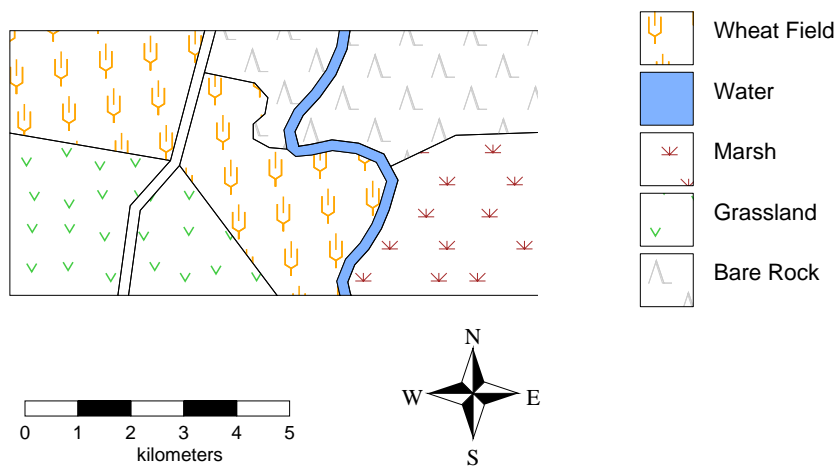 Wheat Field
Water
Marsh
Grassland
Bare Rock
N
W E
S
0 1 2 3 4 5
kilometers